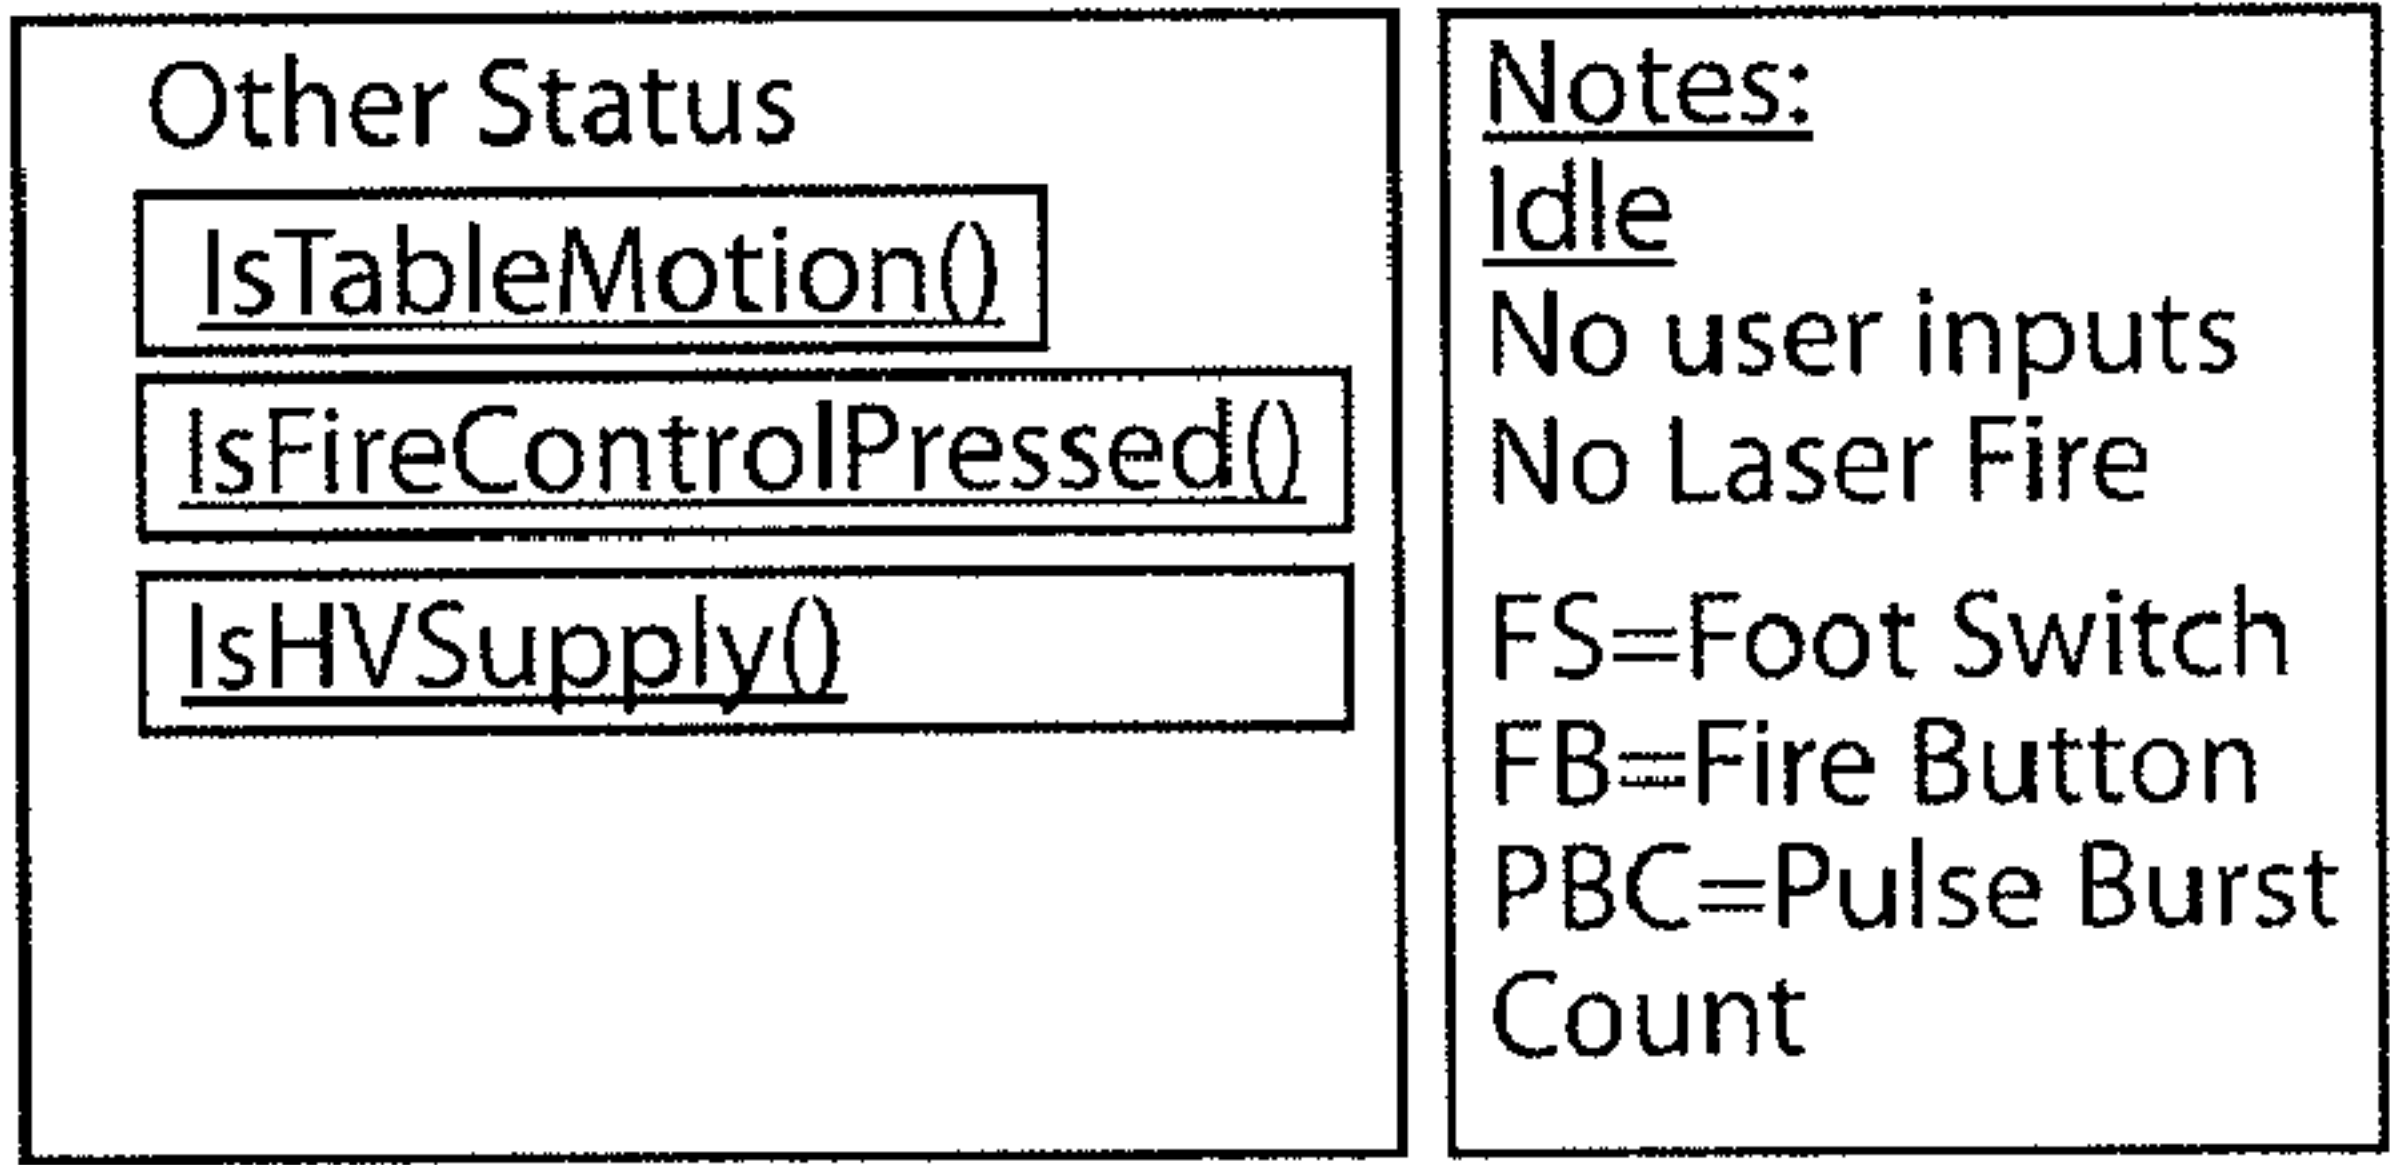 Other Status
IsTableMotion()
IsFireControlPressed()
IsHVSupply()
Notes:
Idle
No user inputs
No Laser Fire
FS=Foot Switch
FB=Fire Button
PBC=Pulse Burst
Count